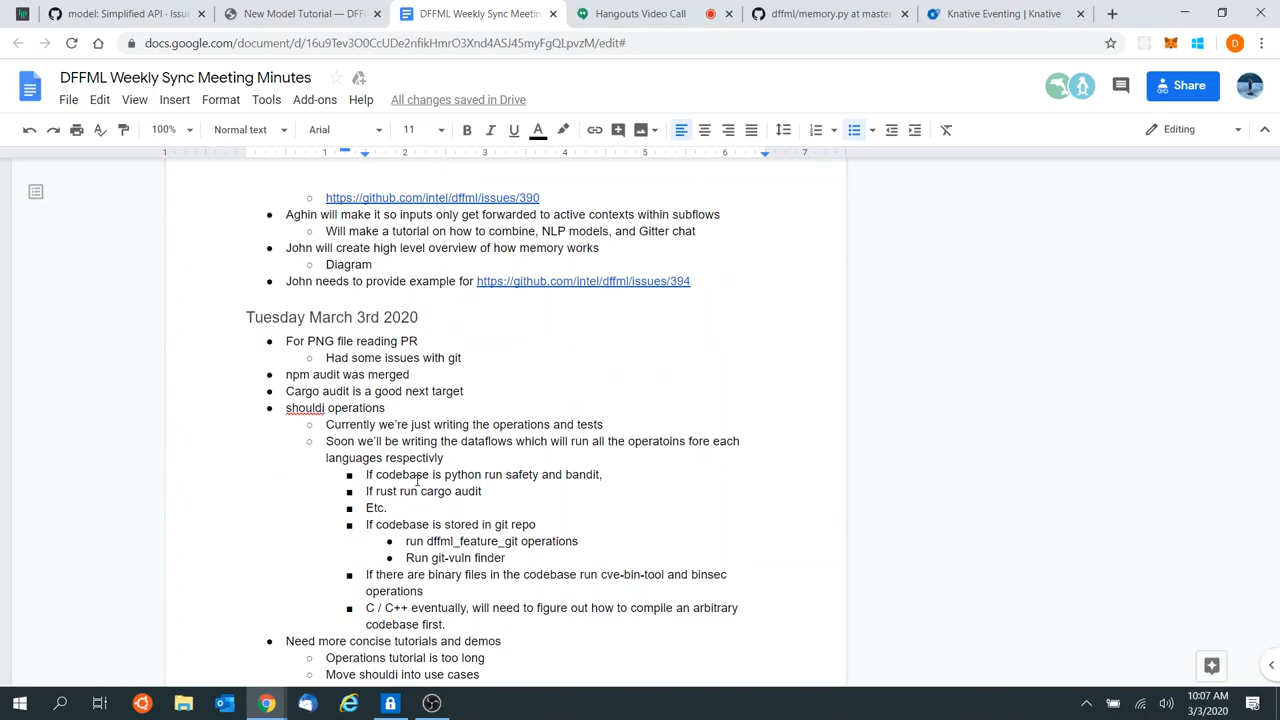 model: Simplified API · Issu
New Model Tutorial — DFF
DFFML Weekly Sync Meetin
Hangouts Video Call
dffml/memory.py at master
Knative Eventing | Knative
docs.google.com/document/d/16u9Tev3O0CcUDe2nfikHmrO3Xnd4ASJ45myFgQLpvzM/edit#
D
DFFML Weekly Sync Meeting Minutes
File Edit View Insert Format Tools Add-ons Help All changes saved in Drive
Share
100% Normal text Arial 11 B I U A Editing
1 1 2 3 4 5 6 7
https://github.com/intel/dffml/issues/390
Aghin will make it so inputs only get forwarded to active contexts within subflows
Will make a tutorial on how to combine, NLP models, and Gitter chat
John will create high level overview of how memory works
Diagram
John needs to provide example for https://github.com/intel/dffml/issues/394
Tuesday March 3rd 2020
For PNG file reading PR
Had some issues with git
npm audit was merged
Cargo audit is a good next target
shouldi operations
Currently we're just writing the operations and tests
Soon we'll be writing the dataflows which will run all the operatoins fore each
languages respectivly
If codebase is python run safety and bandit,
If rust run cargo audit
Etc.
If codebase is stored in git repo
run dffml_feature_git operations
Run git-vuln finder
If there are binary files in the codebase run cve-bin-tool and binsec
operations
C / C++ eventually, will need to figure out how to compile an arbitrary
codebase first.
Need more concise tutorials and demos
Operations tutorial is too long
Move shouldi into use cases
10:07 AM
3/3/2020